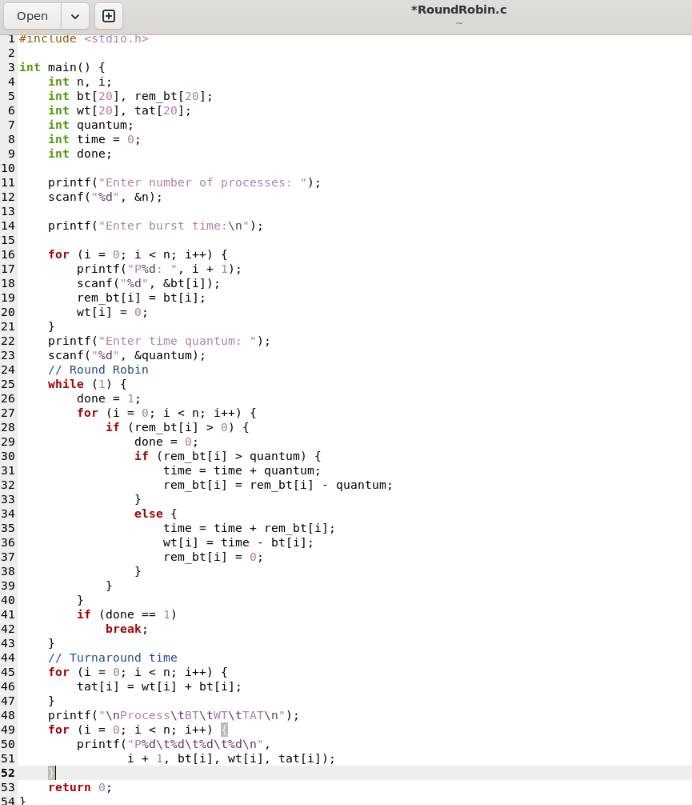 Open
*RoundRobin.c
~
1 #include <stdio.h>
2
3 int main() {
4     int n, i;
5     int bt[20], rem_bt[20];
6     int wt[20], tat[20];
7     int quantum;
8     int time = 0;
9     int done;
10
11     printf("Enter number of processes: ");
12     scanf("%d", &n);
13
14     printf("Enter burst time:\n");
15
16     for (i = 0; i < n; i++) {
17         printf("P%d: ", i + 1);
18         scanf("%d", &bt[i]);
19         rem_bt[i] = bt[i];
20         wt[i] = 0;
21     }
22     printf("Enter time quantum: ");
23     scanf("%d", &quantum);
24     // Round Robin
25     while (1) {
26         done = 1;
27         for (i = 0; i < n; i++) {
28             if (rem_bt[i] > 0) {
29                 done = 0;
30                 if (rem_bt[i] > quantum) {
31                     time = time + quantum;
32                     rem_bt[i] = rem_bt[i] - quantum;
33                 }
34                 else {
35                     time = time + rem_bt[i];
36                     wt[i] = time - bt[i];
37                     rem_bt[i] = 0;
38                 }
39             }
40         }
41         if (done == 1)
42             break;
43     }
44     // Turnaround time
45     for (i = 0; i < n; i++) {
46         tat[i] = wt[i] + bt[i];
47     }
48     printf("\nProcess\tBT\tWT\tTAT\n");
49     for (i = 0; i < n; i++) {
50         printf("P%d\t%d\t%d\t%d\n",
51                i + 1, bt[i], wt[i], tat[i]);
52     }
53     return 0;
54 }